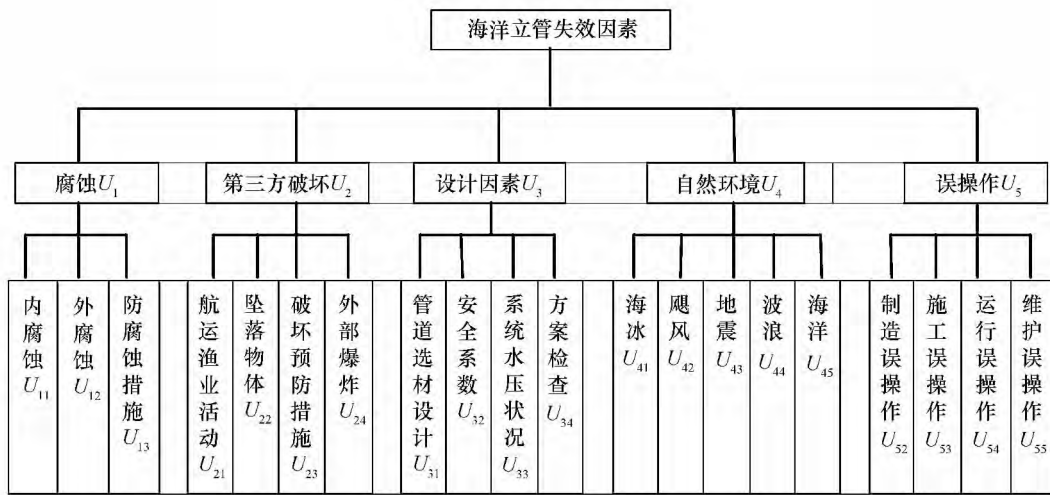 海洋立管失效因素
腐蚀U₁
第三方破坏U₂
设计因素U₃
自然环境U₄
误操作U₅
内腐蚀U₁₁
外腐蚀U₁₂
防腐蚀措施U₁₃
航运渔业活动U₂₁
坠落物体U₂₂
破坏预防措施U₂₃
外部爆炸U₂₄
管道选材设计U₃₁
安全系数U₃₂
系统水压状况U₃₃
方案检查U₃₄
海冰U₄₁
飓风U₄₂
地震U₄₃
波浪U₄₄
海洋U₄₅
制造误操作U₅₂
施工误操作U₅₃
运行误操作U₅₄
维护误操作U₅₅